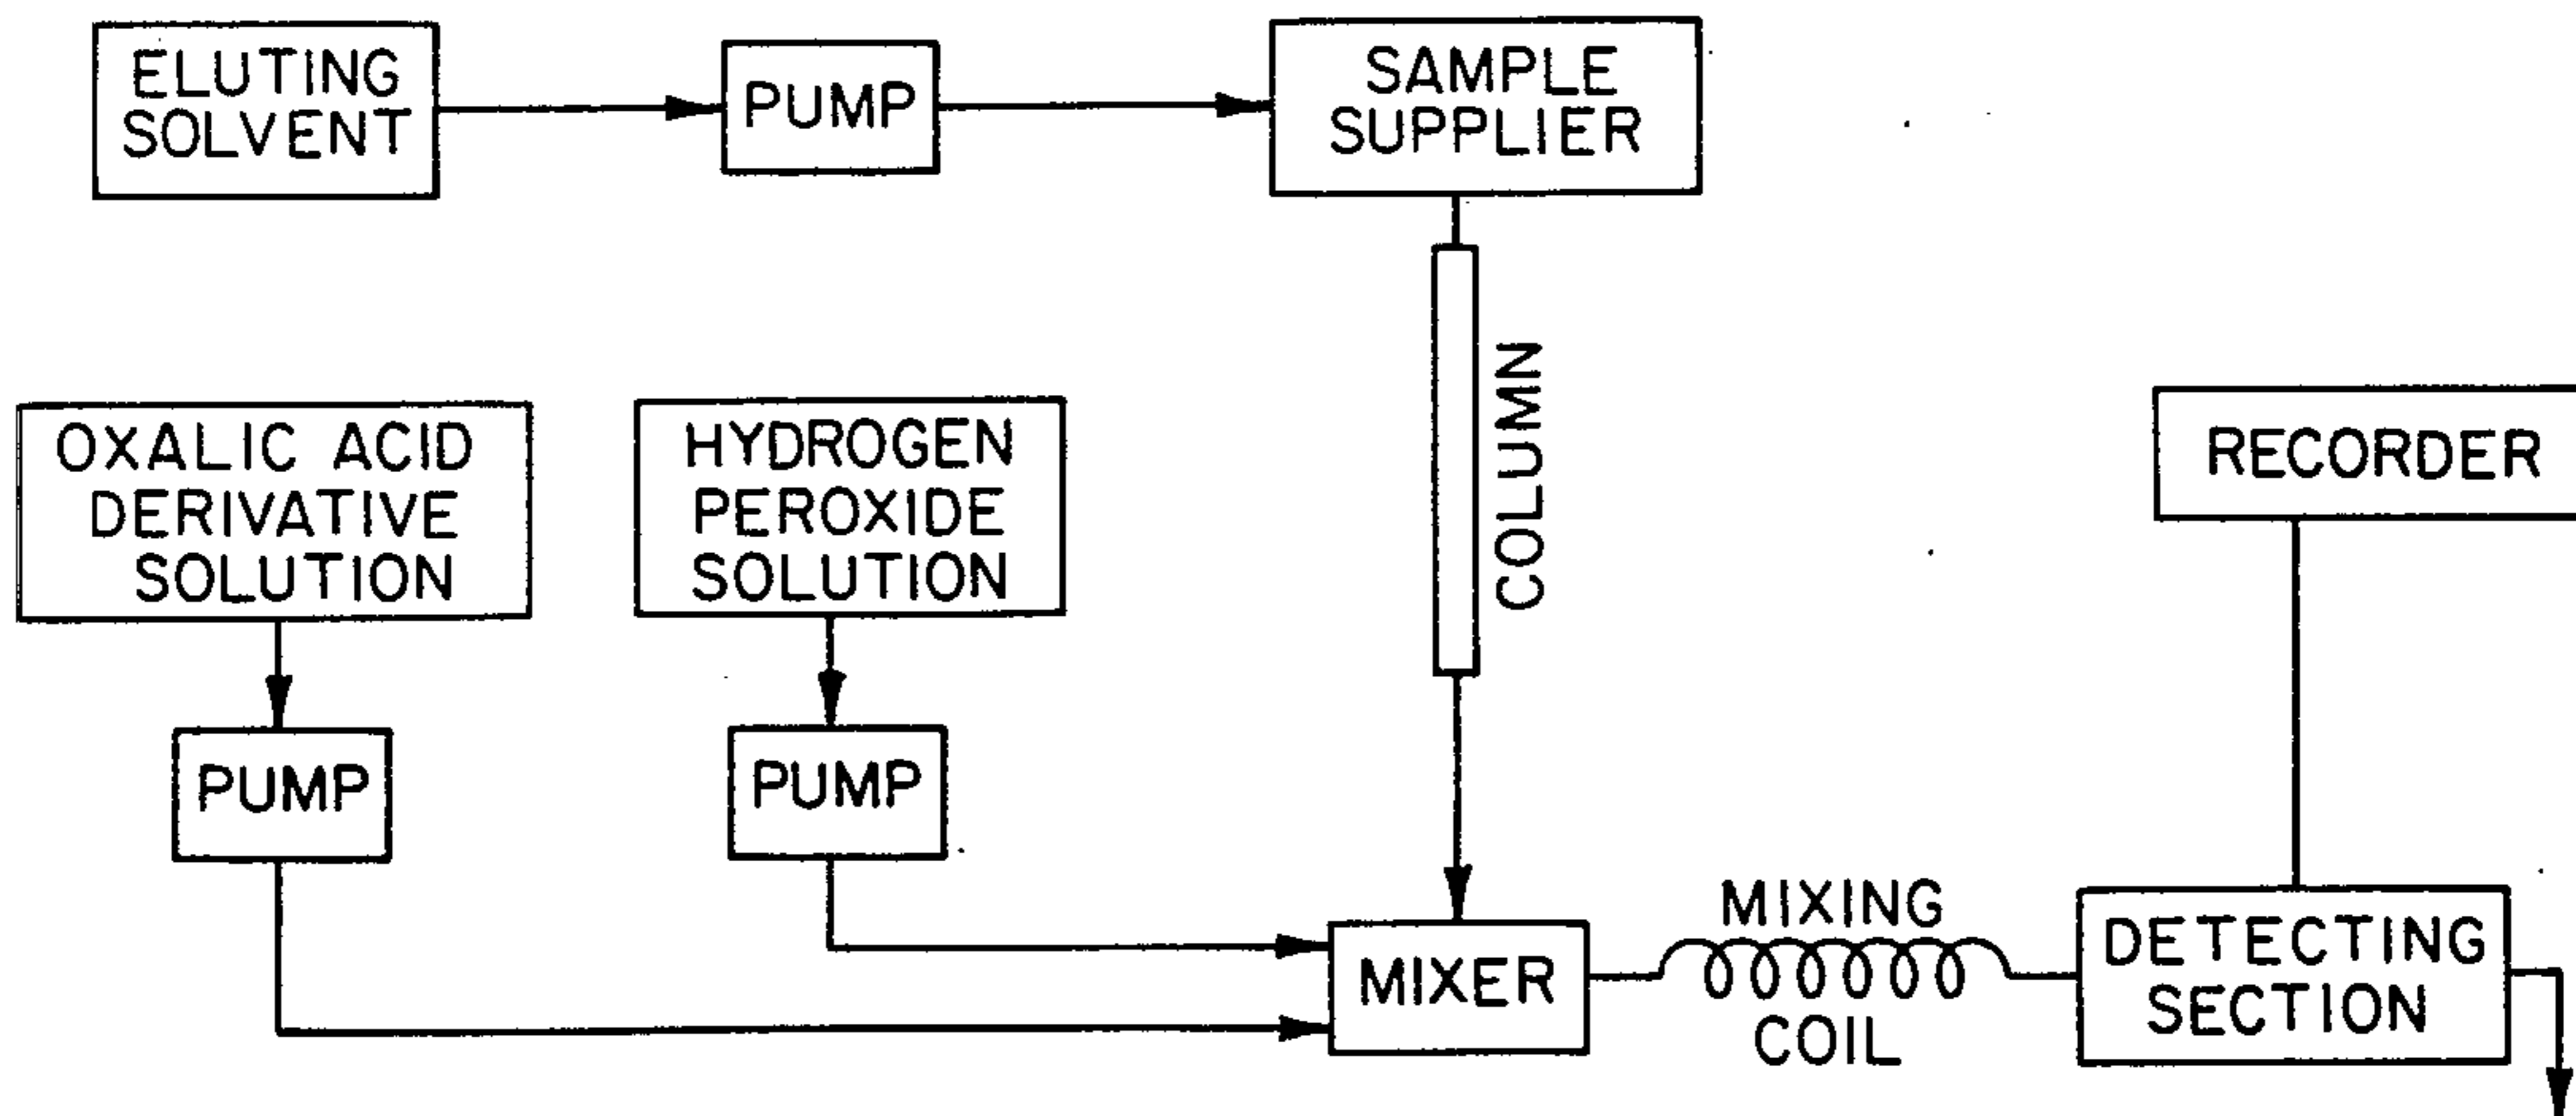 ELUTING
SOLVENT
PUMP
SAMPLE
SUPPLIER
COLUMN
OXALIC ACID
DERIVATIVE
SOLUTION
HYDROGEN
PEROXIDE
SOLUTION
RECORDER
PUMP
PUMP
MIXER
MIXING
COIL
DETECTING
SECTION